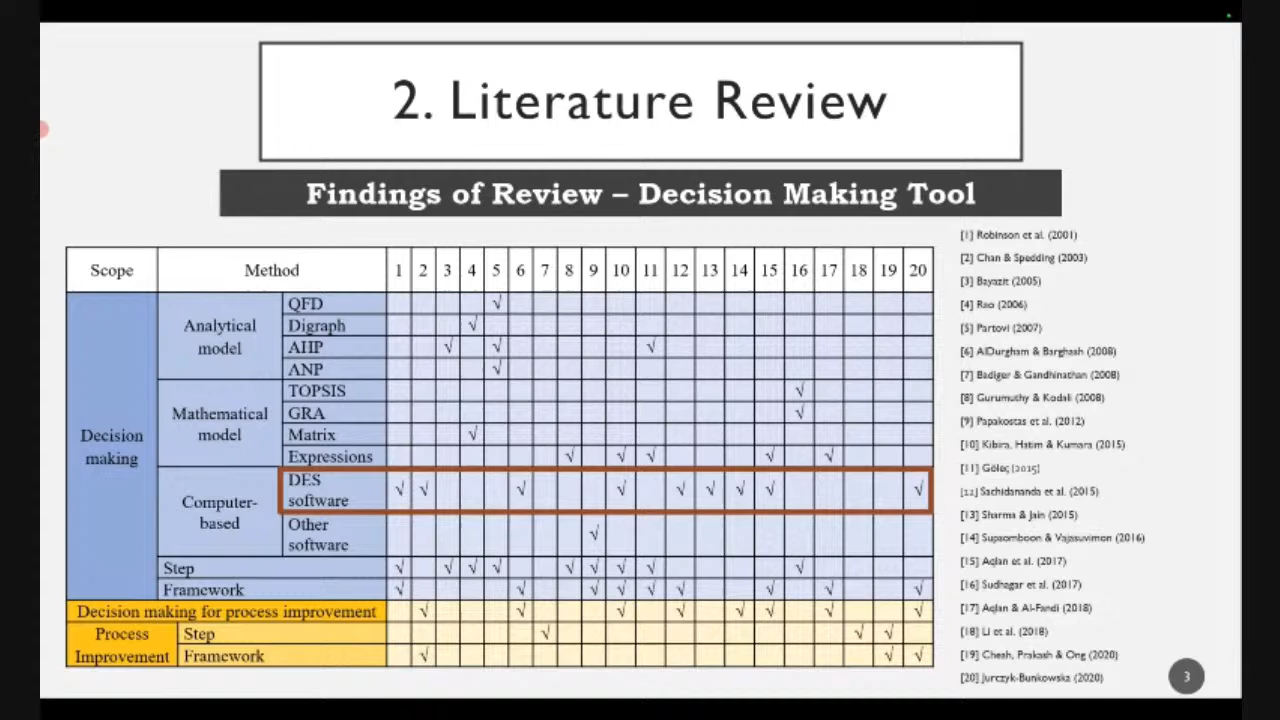 2. Literature Review
Findings of Review – Decision Making Tool
Scope Method 1 2 3 4 5 6 7 8 9 10 11 12 13 14 15 16 17 18 19 20
Decision making
Analytical model
QFD √
Digraph √
AHP √ √ √
ANP √
Mathematical model
TOPSIS √
GRA √
Matrix √
Expressions √ √ √ √ √
Computer-based
DES software √ √ √ √ √ √ √ √ √
Other software √
Step √ √ √ √ √ √ √ √ √
Framework √ √ √ √ √ √ √ √ √
Decision making for process improvement √ √ √ √ √ √ √ √
Process Improvement
Step √ √ √
Framework √ √ √
[1] Robinson et al. (2001)
[2] Chan & Spedding (2003)
[3] Bayazit (2005)
[4] Rao (2006)
[5] Partovi (2007)
[6] AlDurgham & Barghash (2008)
[7] Badiger & Gandhinathan (2008)
[8] Gurumuthy & Kodali (2008)
[9] Papakostas et al. (2012)
[10] Kibira, Hatim & Kumara (2015)
[11] Göleç (2015)
[12] Sachidananda et al. (2015)
[13] Sharma & Jain (2015)
[14] Supsomboon & Vajasuvimon (2016)
[15] Aqlan et al. (2017)
[16] Sudhagar et al. (2017)
[17] Aqlan & Al-Fandi (2018)
[18] Li et al. (2018)
[19] Cheah, Prakash & Ong (2020)
[20] Jurczyk-Bunkowska (2020)
3